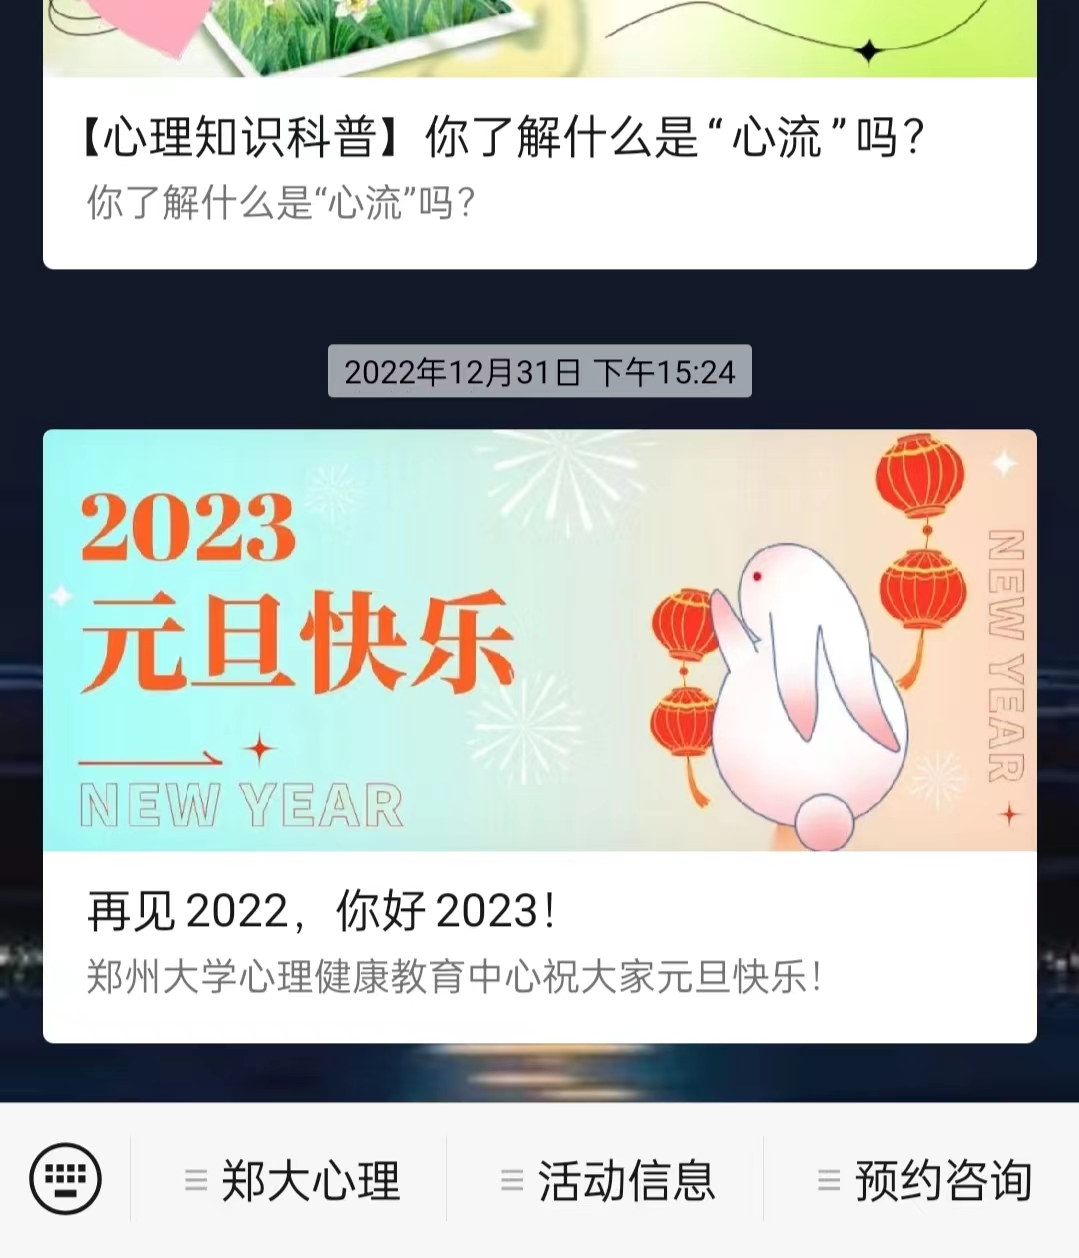 【心理知识科普】你了解什么是“心流”吗？
你了解什么是“心流”吗？
2022年12月31日 下午15:24
2023
元旦快乐
NEW YEAR
NEW YEAR
再见2022，你好2023！
郑州大学心理健康教育中心祝大家元旦快乐！
郑大心理
活动信息
预约咨询